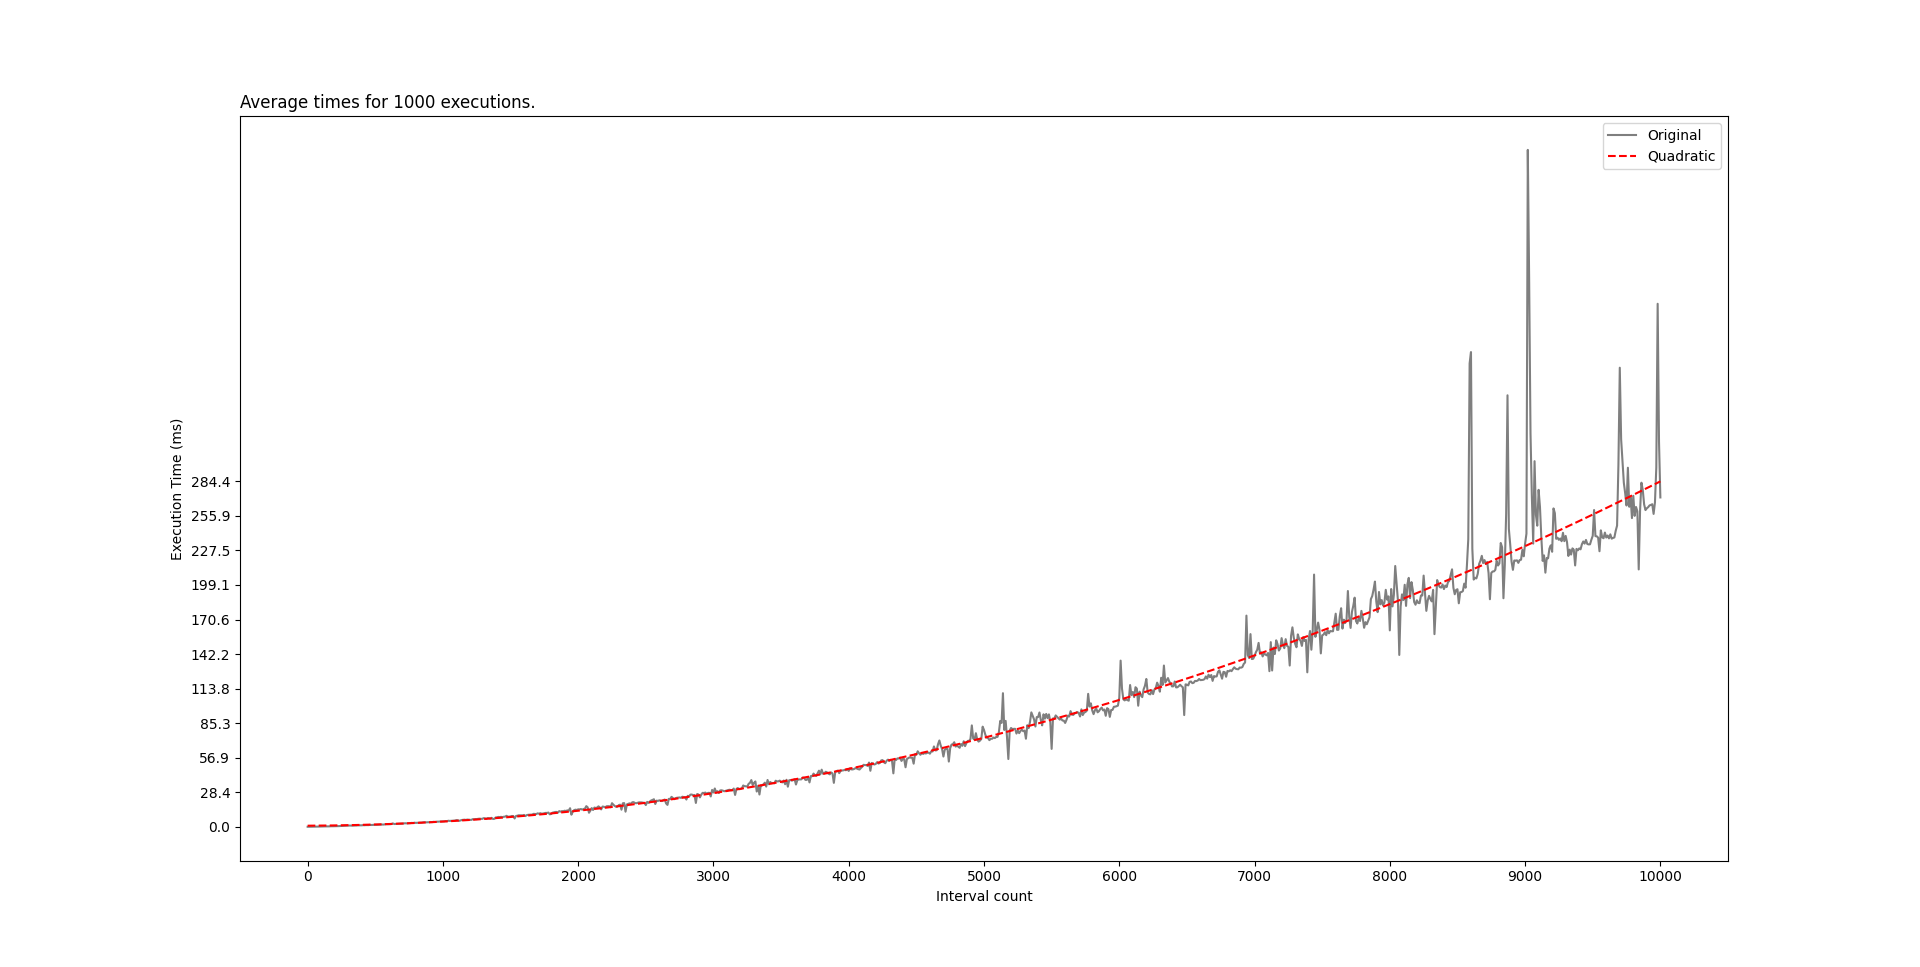 Average times for 1000 executions.
Original
Quadratic
Execution Time (ms)
284.4
255.9
227.5
199.1
170.6
142.2
113.8
85.3
56.9
28.4
0.0
0 1000 2000 3000 4000 5000 6000 7000 8000 9000 10000
Interval count